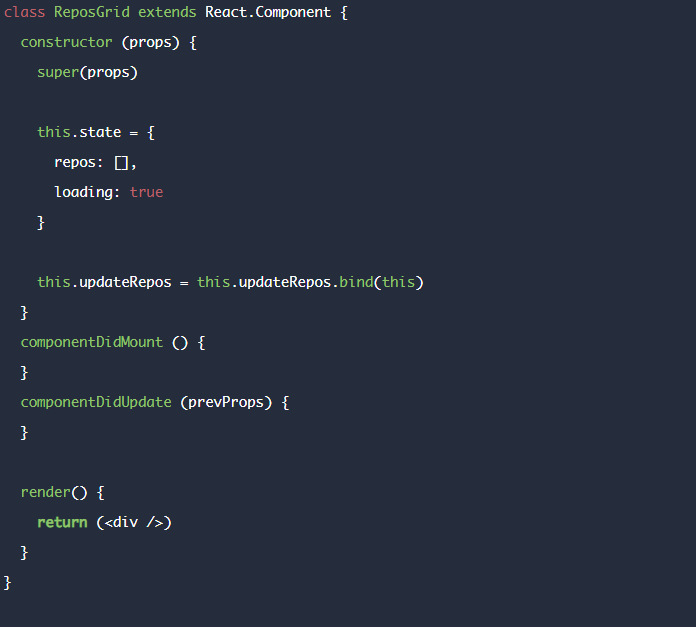 class ReposGrid extends React.Component {
  constructor (props) {
    super(props)

    this.state = {
      repos: [],
      loading: true
    }

    this.updateRepos = this.updateRepos.bind(this)
  }
  componentDidMount () {
  }
  componentDidUpdate (prevProps) {
  }

  render() {
    return (<div />)
  }
}